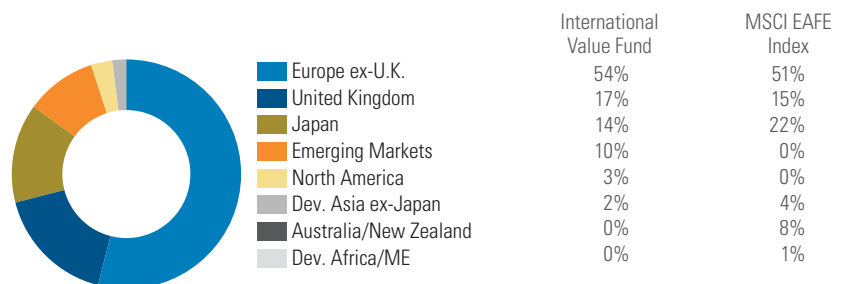 International MSCI EAFE
Value Fund Index
Europe ex-U.K. 54% 51%
United Kingdom 17% 15%
Japan 14% 22%
Emerging Markets 10% 0%
North America 3% 0%
Dev. Asia ex-Japan 2% 4%
Australia/New Zealand 0% 8%
Dev. Africa/ME 0% 1%